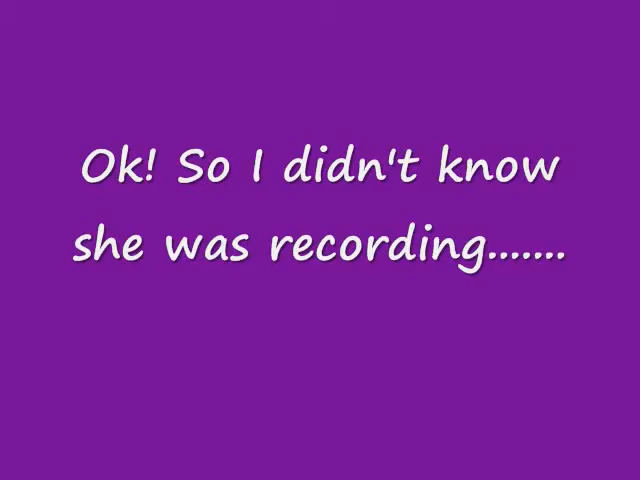 Ok! So I didn't know
she was recording.......